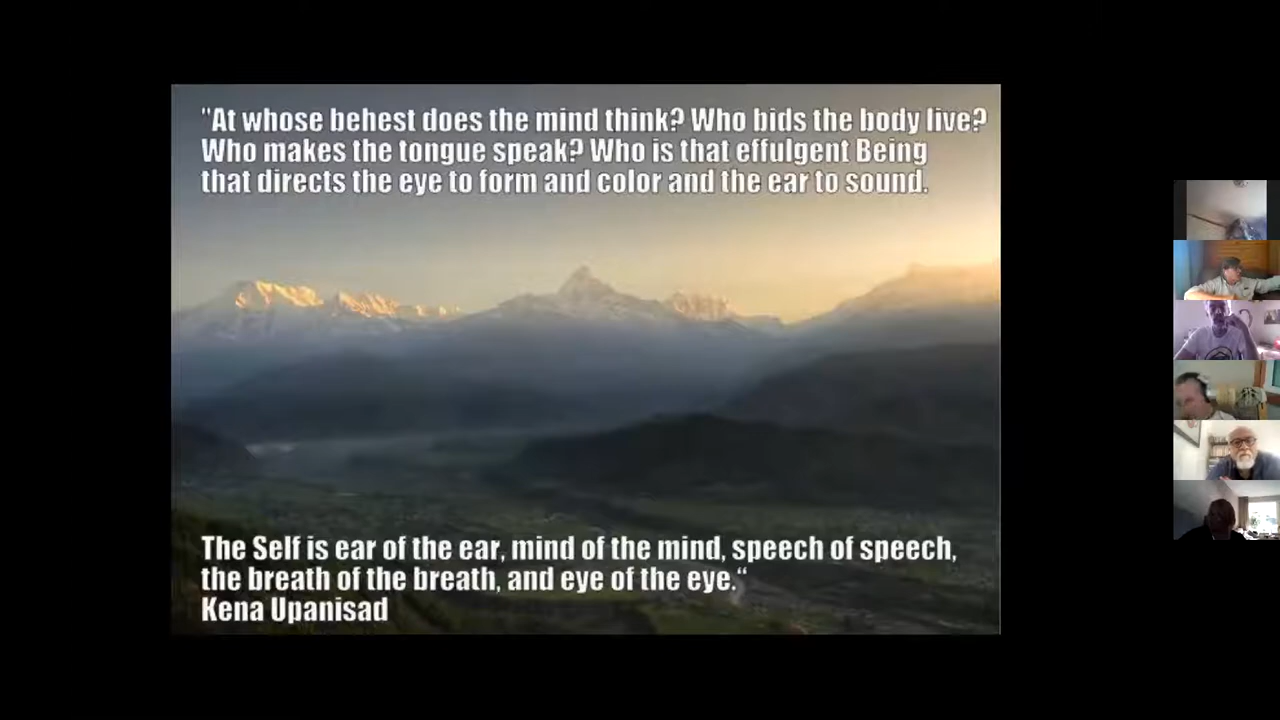 "At whose behest does the mind think? Who bids the body live?
Who makes the tongue speak? Who is that effulgent Being
that directs the eye to form and color and the ear to sound.
The Self is ear of the ear, mind of the mind, speech of speech,
the breath of the breath, and eye of the eye.“
Kena Upanisad